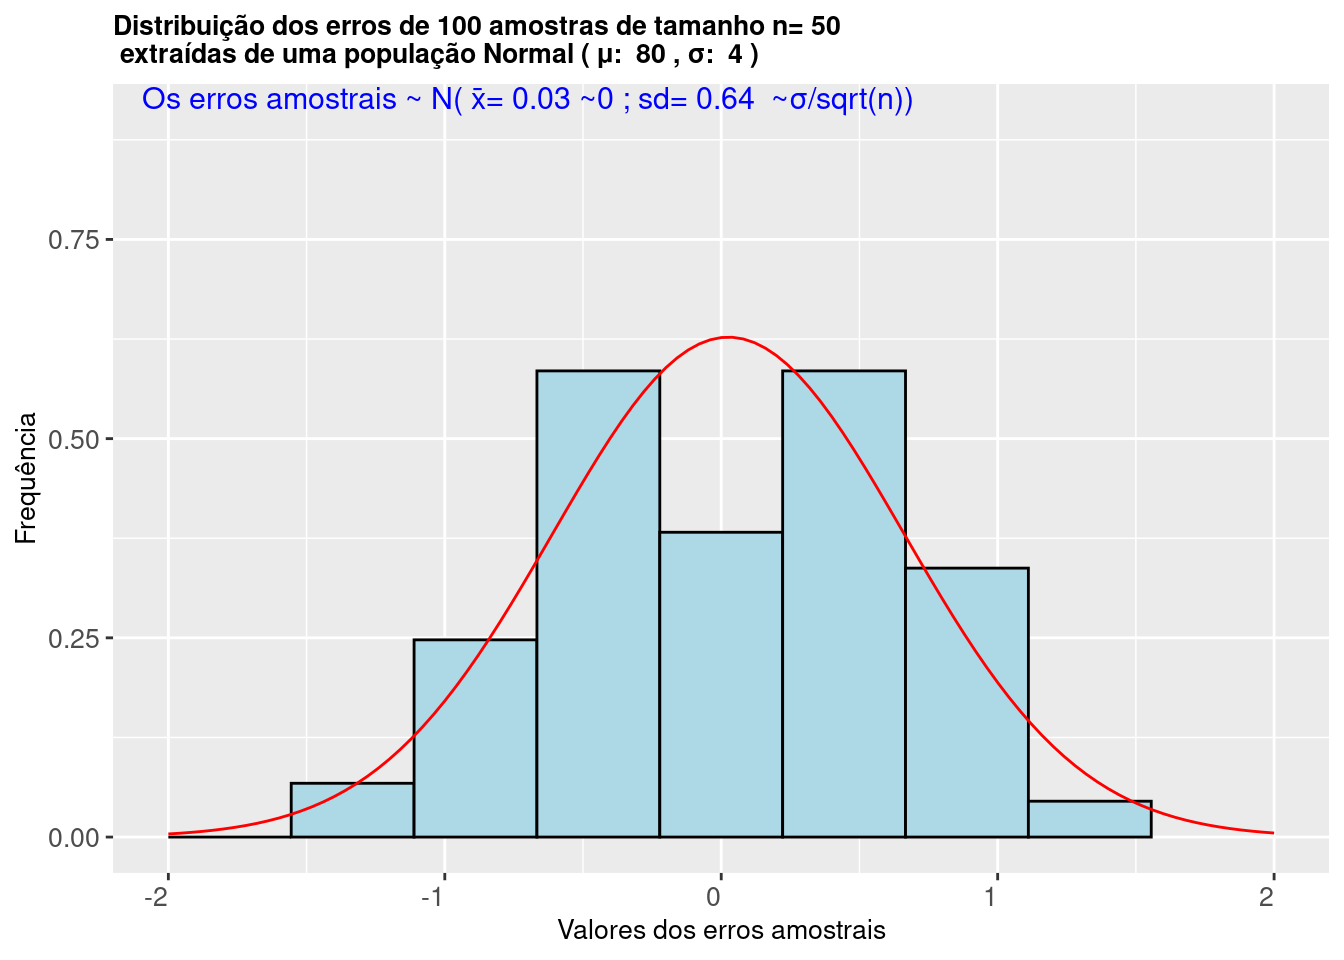 Distribuição dos erros de 100 amostras de tamanho n= 50
extraídas de uma população Normal ( μ:  80 , σ:  4 )
Os erros amostrais ~ N( x̄= 0.03 ~0 ; sd= 0.64  ~σ/sqrt(n))
0.75
0.50
0.25
0.00
Frequência
-2
-1
0
1
2
Valores dos erros amostrais